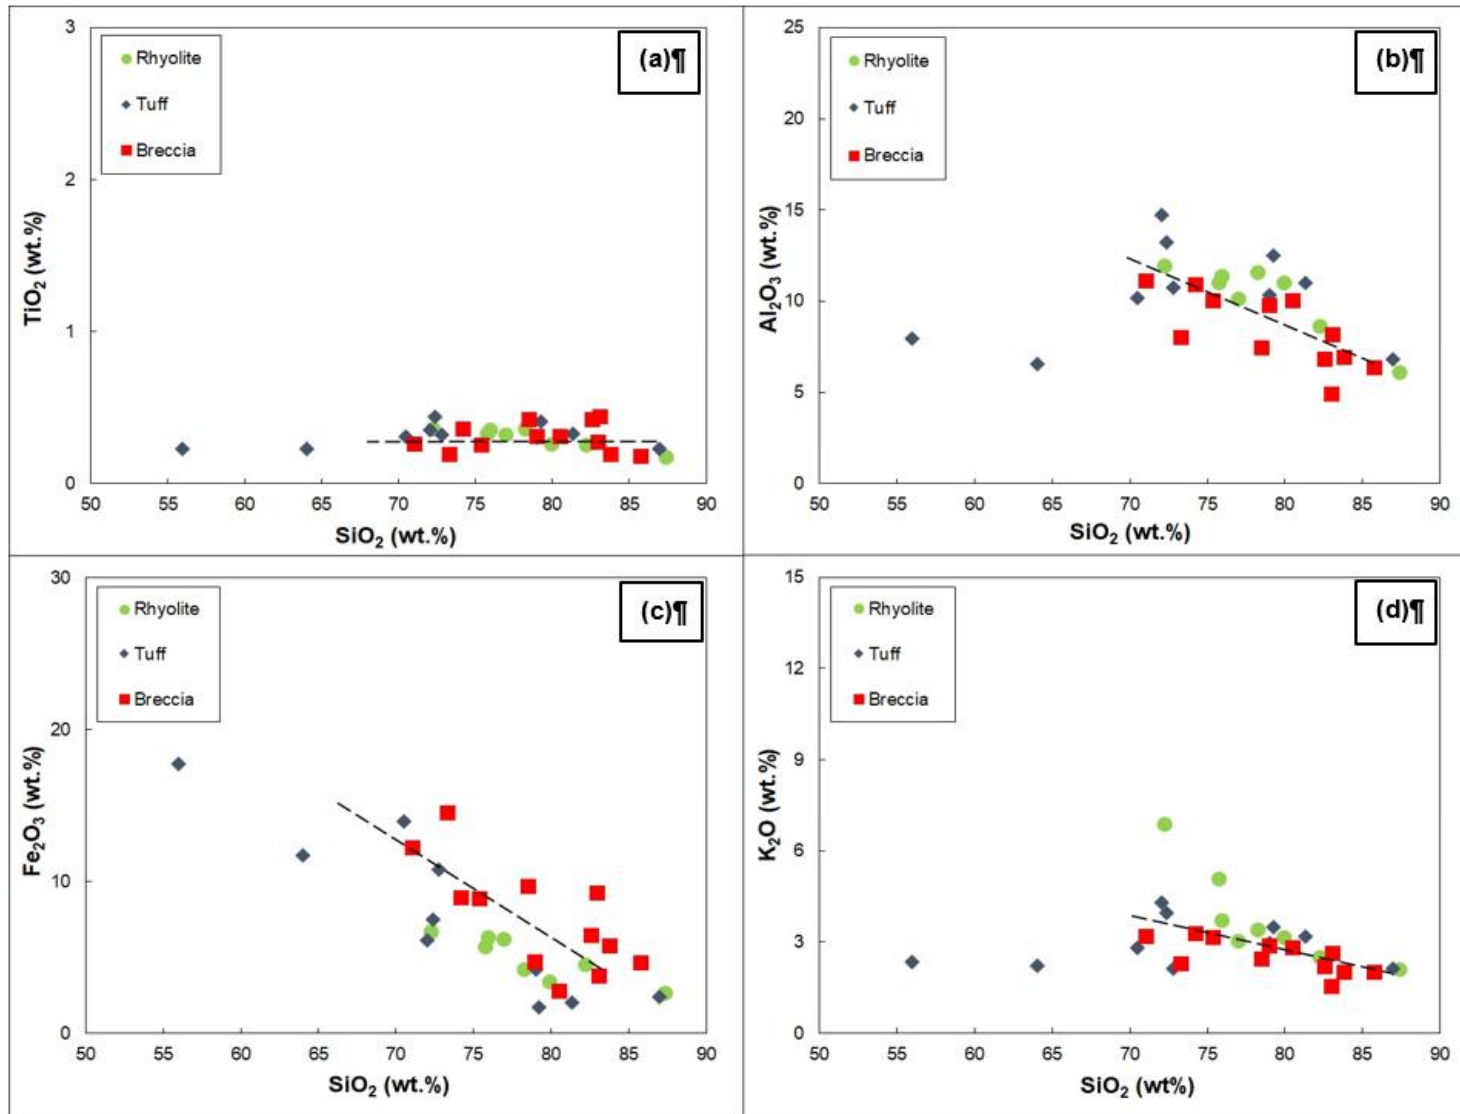 (a)¶
Rhyolite
Tuff
Breccia
3
2
1
0
TiO₂ (wt.%)
50 55 60 65 70 75 80 85 90
SiO₂ (wt.%)
(b)¶
Rhyolite
Tuff
Breccia
25
20
15
10
5
0
Al₂O₃ (wt.%)
50 55 60 65 70 75 80 85 90
SiO₂ (wt.%)
(c)¶
Rhyolite
Tuff
Breccia
30
20
10
0
Fe₂O₃ (wt.%)
50 55 60 65 70 75 80 85 90
SiO₂ (wt.%)
(d)¶
Rhyolite
Tuff
Breccia
15
12
9
6
3
0
K₂O (wt.%)
50 55 60 65 70 75 80 85 90
SiO₂ (wt%)